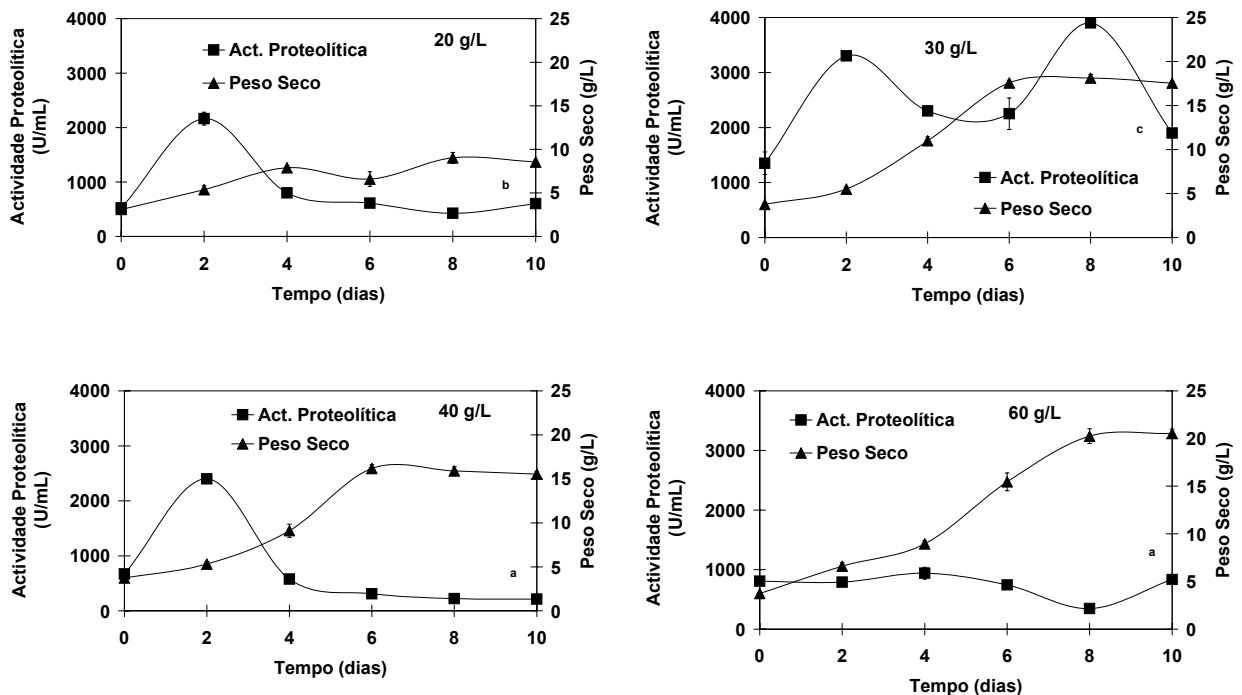 Actividade Proteolítica
(U/mL)
4000
3000
2000
1000
0
Act. Proteolítica
Peso Seco
20 g/L
b
25
20
15
10
5
0
Peso Seco (g/L)
0 2 4 6 8 10
Tempo (dias)
Actividade Proteolítica
(U/mL)
4000
3000
2000
1000
0
30 g/L
c
Act. Proteolítica
Peso Seco
25
20
15
10
5
0
Peso Seco (g/L)
0 2 4 6 8 10
Tempo (dias)
Actividade Proteolítica
(U/mL)
4000
3000
2000
1000
0
Act. Proteolítica
Peso Seco
40 g/L
a
25
20
15
10
5
0
Peso Seco (g/L)
0 2 4 6 8 10
Tempo (dias)
Actividade Proteolítica
(U/mL)
4000
3000
2000
1000
0
Act. Proteolítica
Peso Seco
60 g/L
a
25
20
15
10
5
0
Peso Seco (g/L)
0 2 4 6 8 10
Tempo (dias)